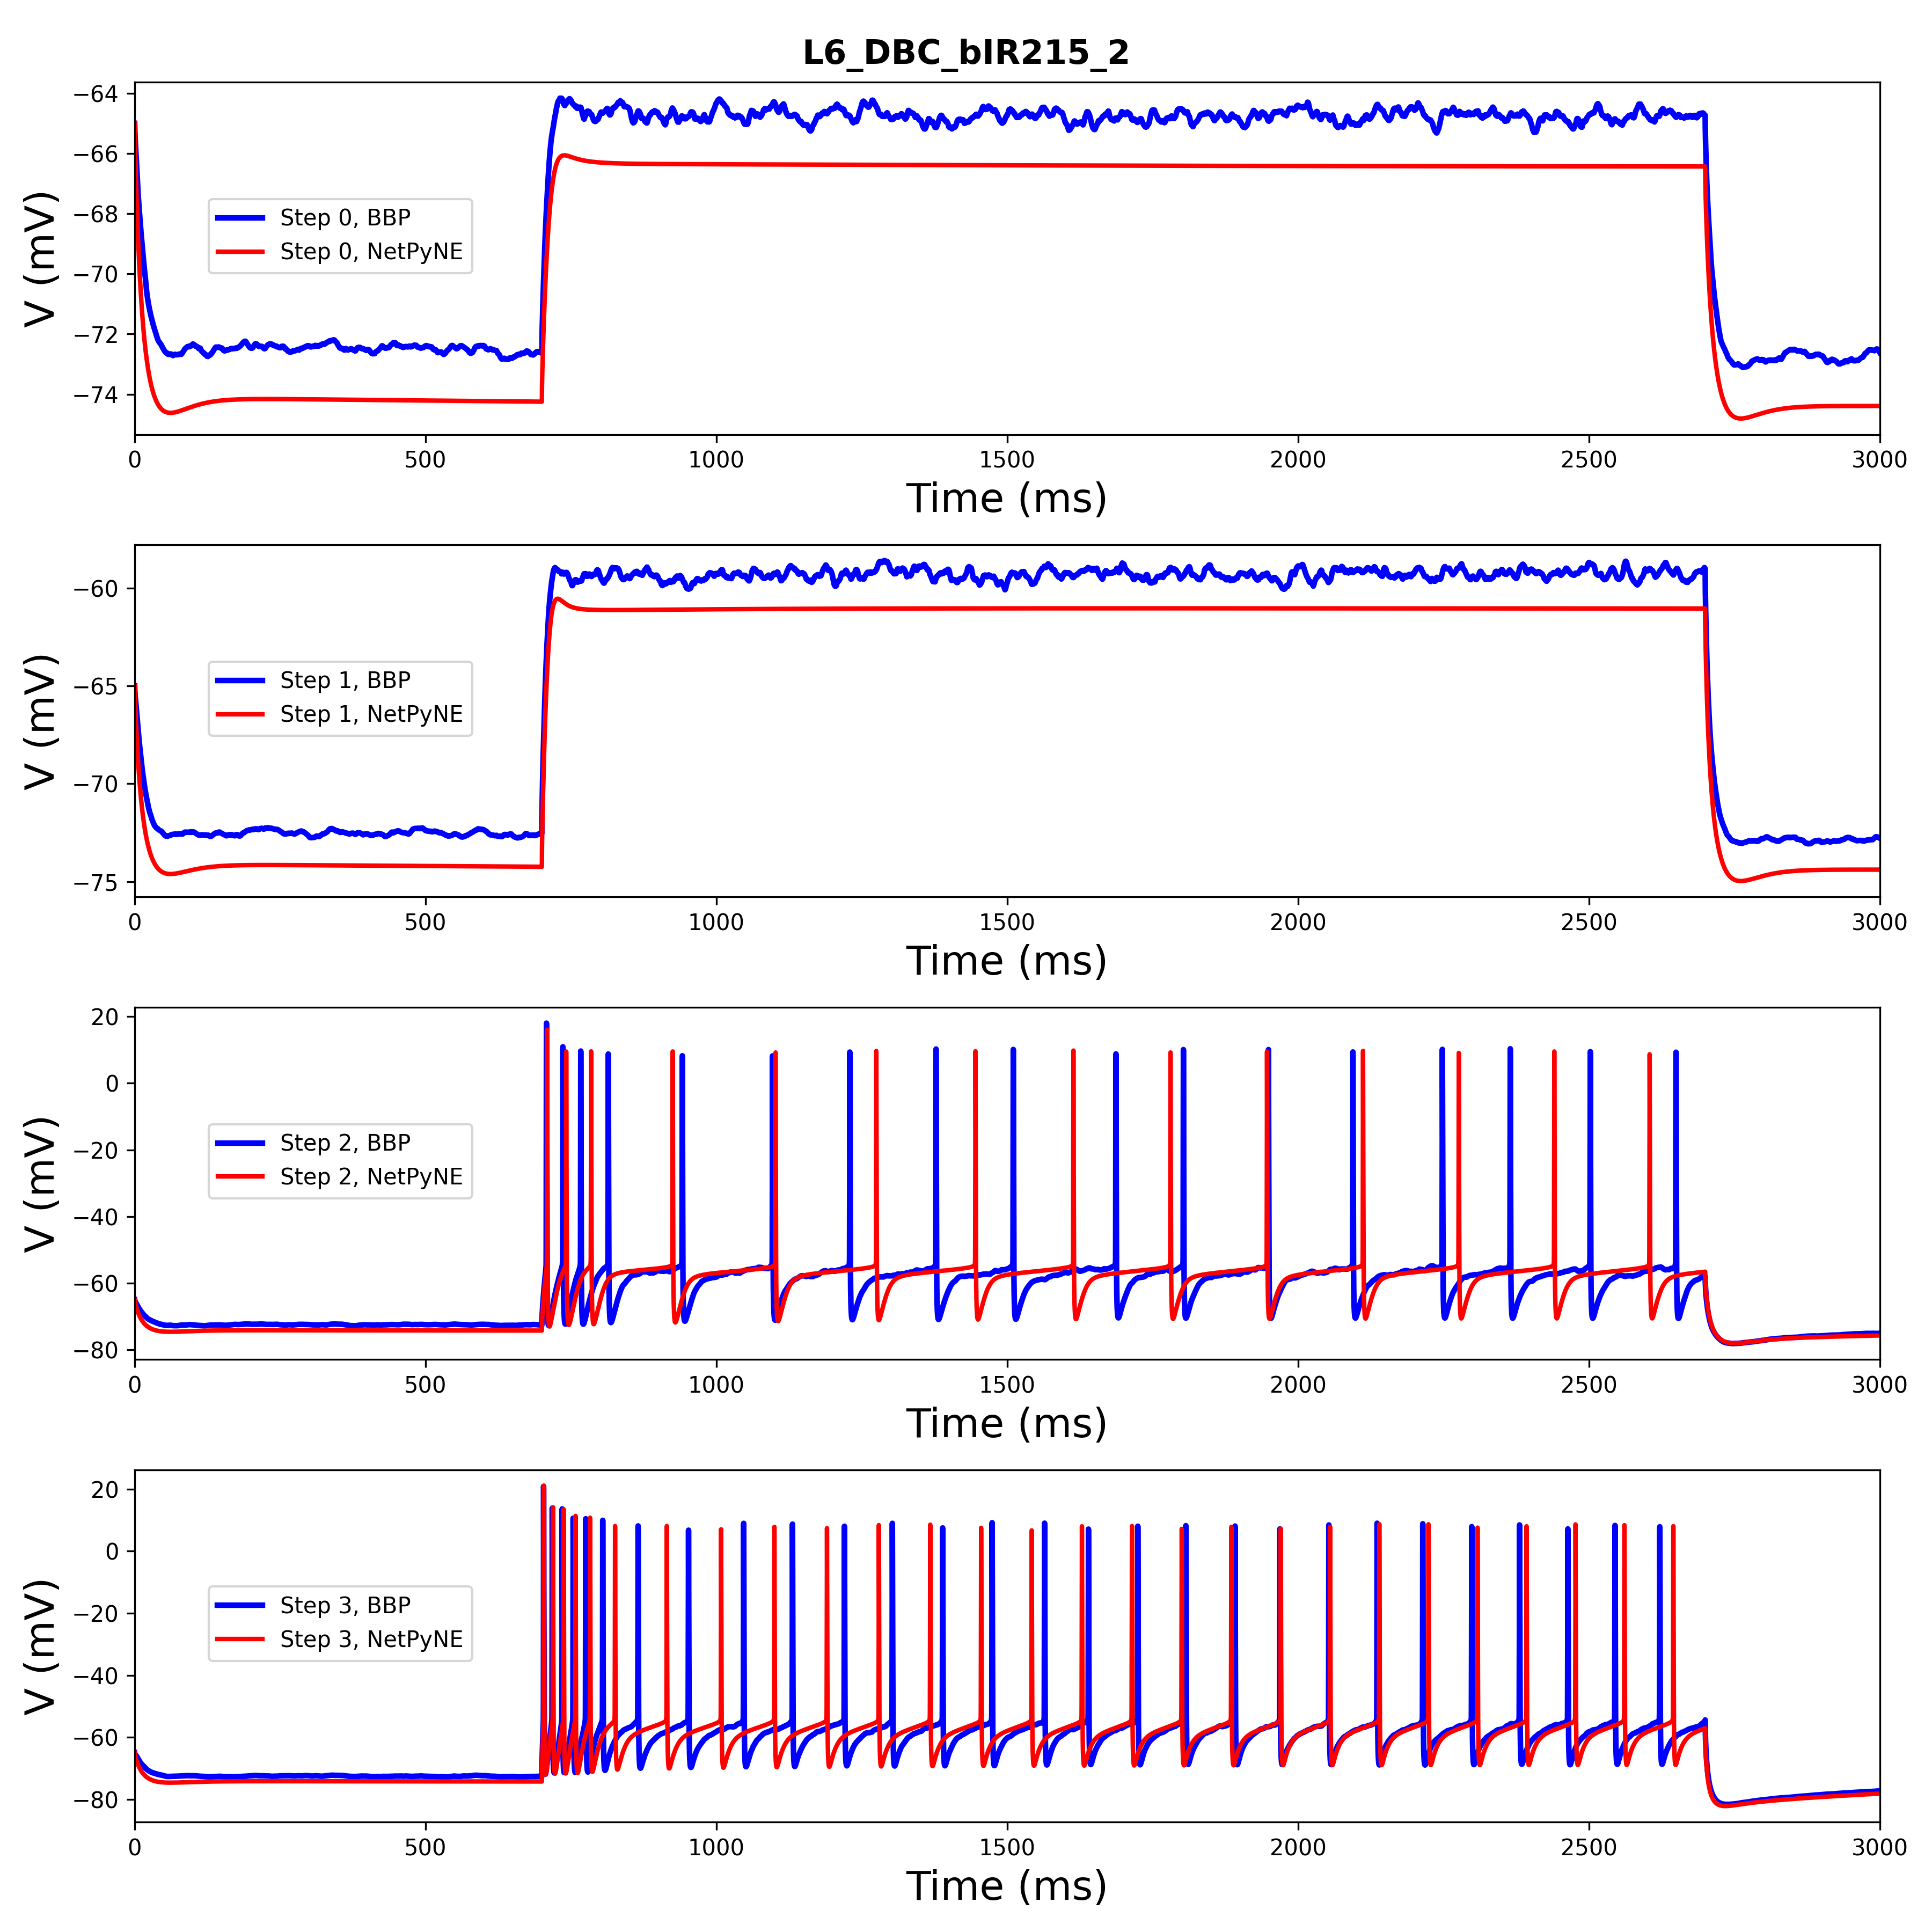 L6_DBC_bIR215_2
−64
−66
−68
−70
−72
−74
V (mV)
Step 0, BBP
Step 0, NetPyNE
0 500 1000 1500 2000 2500 3000
Time (ms)
−60
−65
−70
−75
V (mV)
Step 1, BBP
Step 1, NetPyNE
0 500 1000 1500 2000 2500 3000
Time (ms)
20
0
−20
−40
−60
−80
V (mV)
Step 2, BBP
Step 2, NetPyNE
0 500 1000 1500 2000 2500 3000
Time (ms)
20
0
−20
−40
−60
−80
V (mV)
Step 3, BBP
Step 3, NetPyNE
0 500 1000 1500 2000 2500 3000
Time (ms)